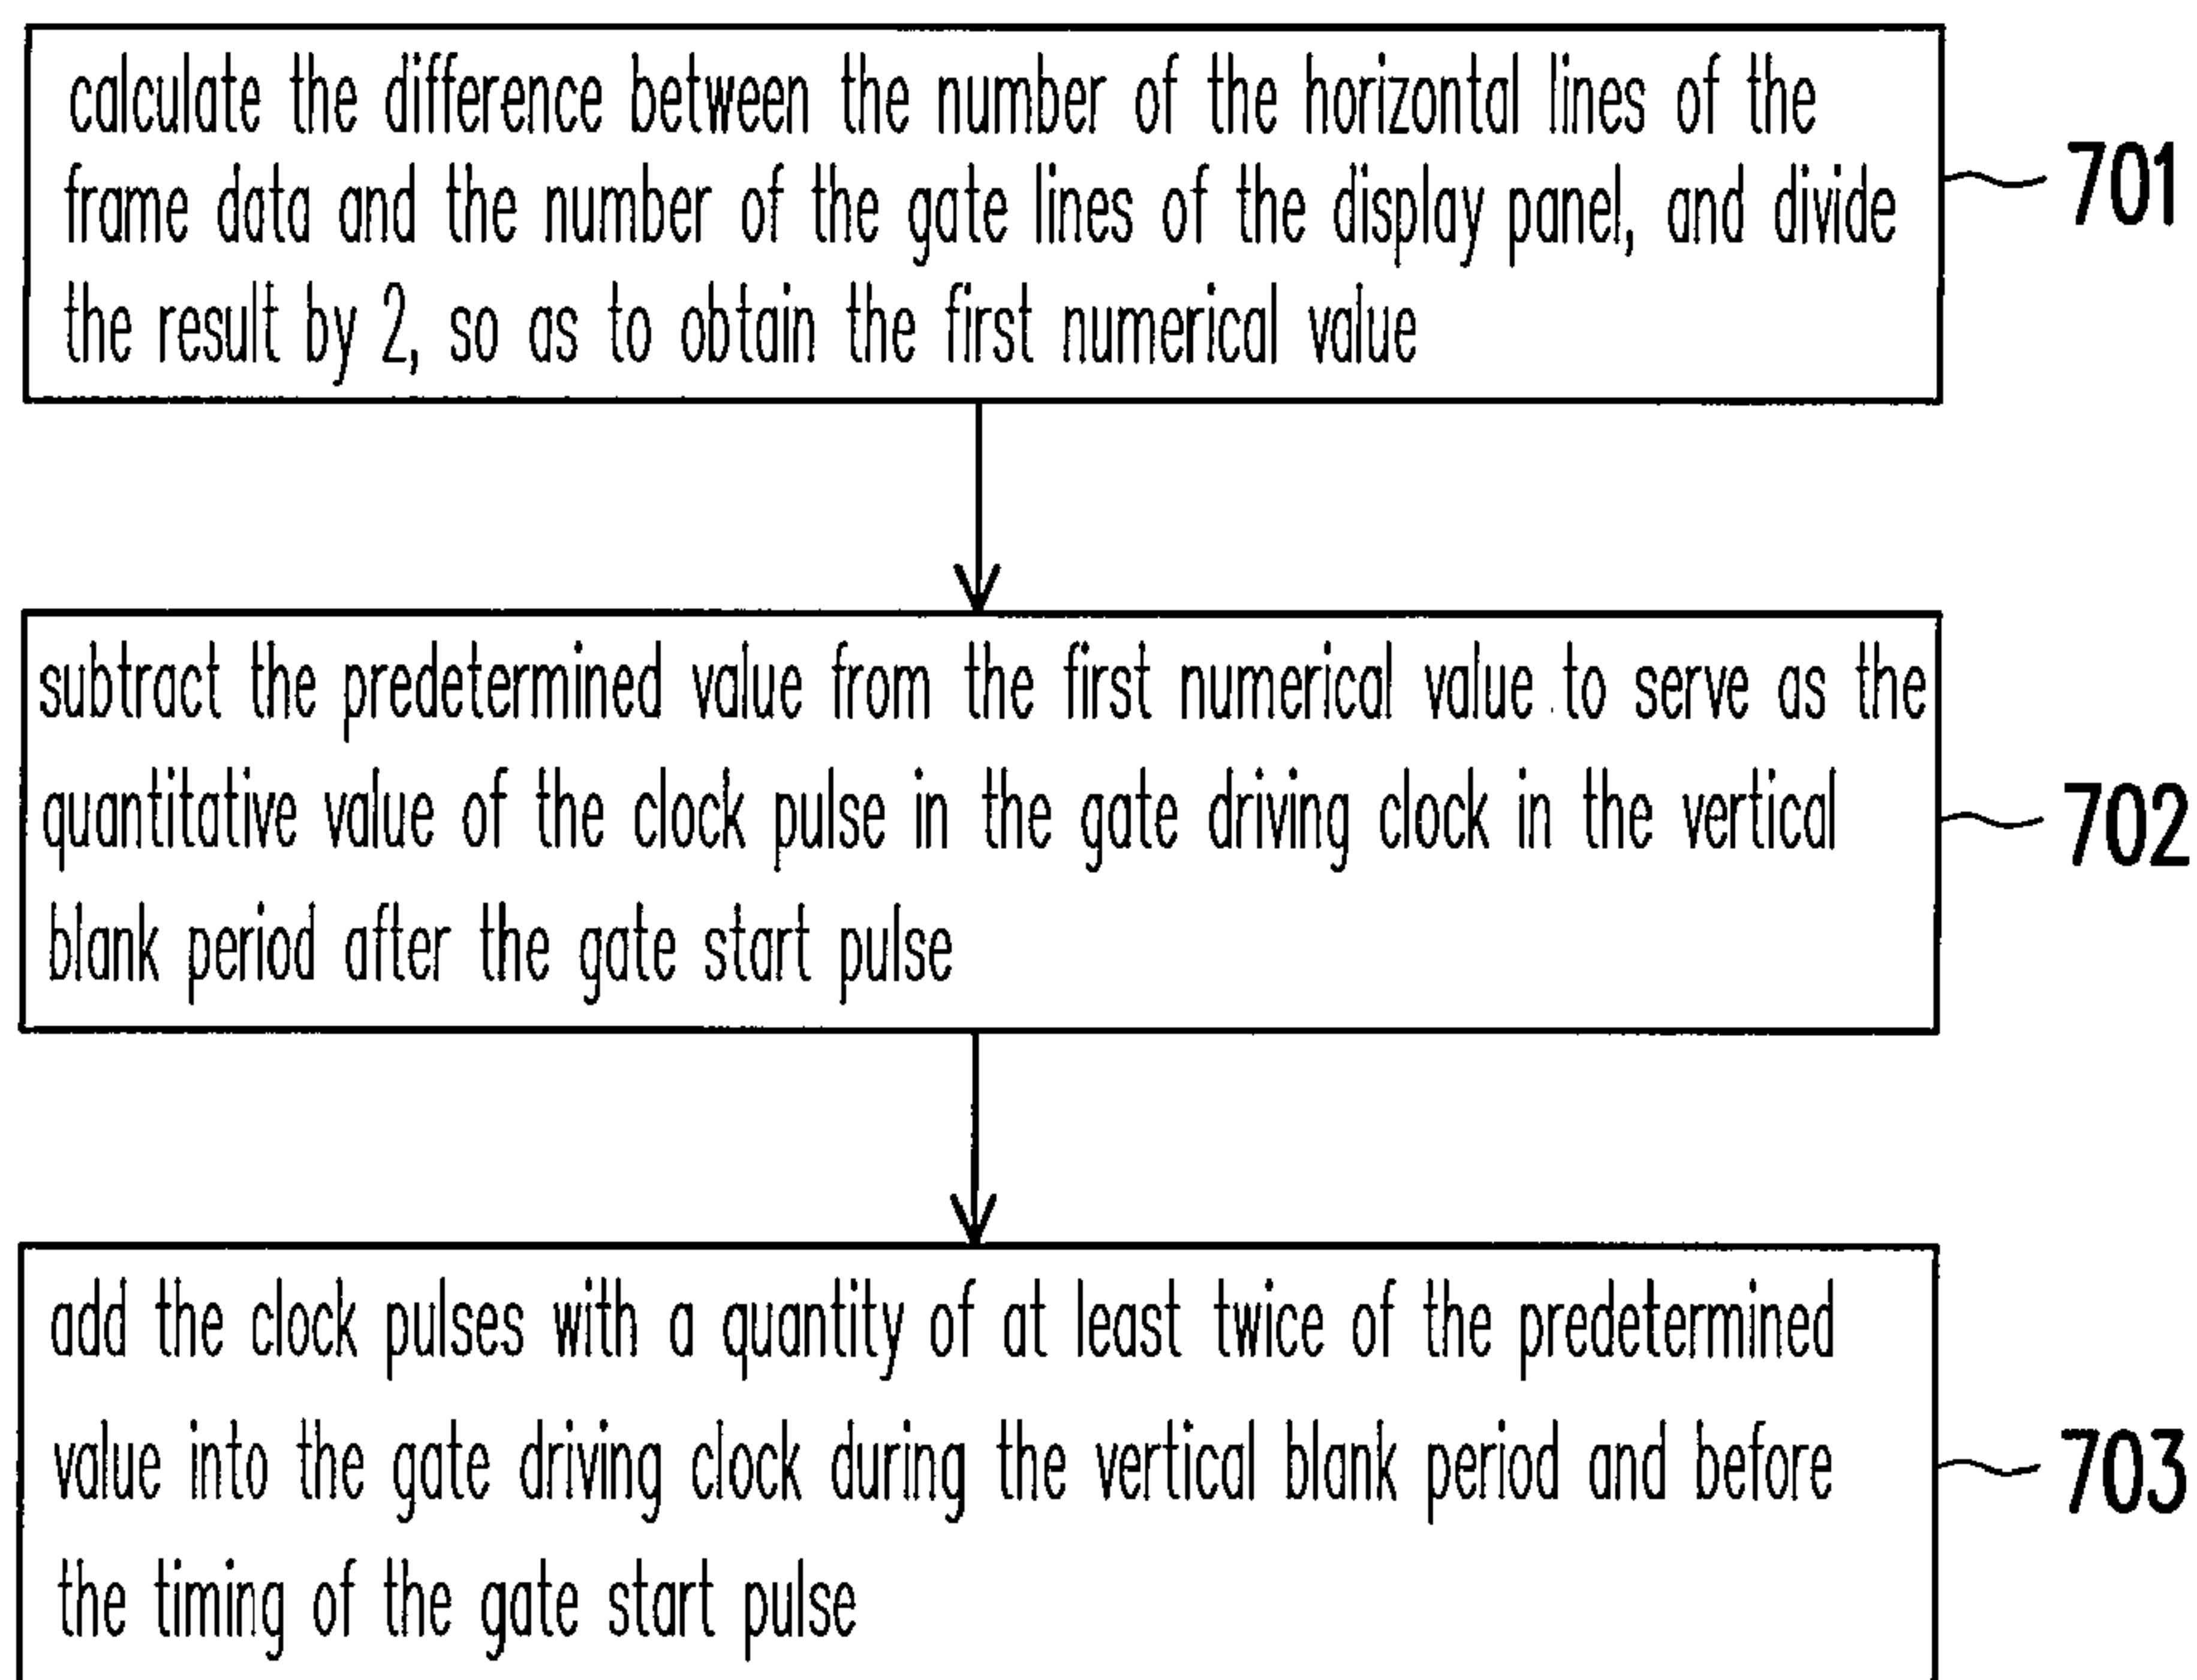 calculate the difference between the number of the horizontal lines of the
frame data and the number of the gate lines of the display panel, and divide
the result by 2, so as to obtain the first numerical value
701
subtract the predetermined value from the first numerical value to serve as the
quantitative value of the clock pulse in the gate driving clock in the vertical
blank period after the gate start pulse
702
add the clock pulses with a quantity of at least twice of the predetermined
value into the gate driving clock during the vertical blank period and before
the timing of the gate start pulse
703